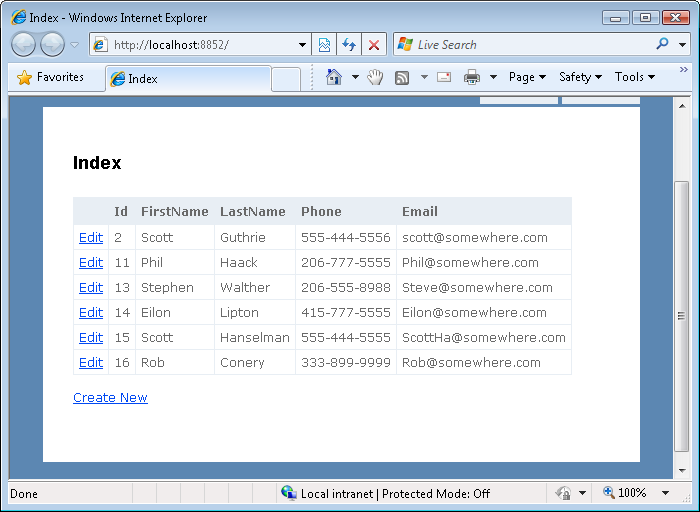 Index - Windows Internet Explorer
http://localhost:8852/ Live Search
Favorites Index Page Safety Tools »
Index
Id FirstName LastName Phone Email
Edit 2 Scott Guthrie 555-444-5556 scott@somewhere.com
Edit 11 Phil Haack 206-777-5555 Phil@somewhere.com
Edit 13 Stephen Walther 206-555-8988 Steve@somewhere.com
Edit 14 Eilon Lipton 415-777-5555 Eilon@somewhere.com
Edit 15 Scott Hanselman 555-444-5555 ScottHa@somewhere.com
Edit 16 Rob Conery 333-899-9999 Rob@somewhere.com
Create New
Done Local intranet | Protected Mode: Off 100%